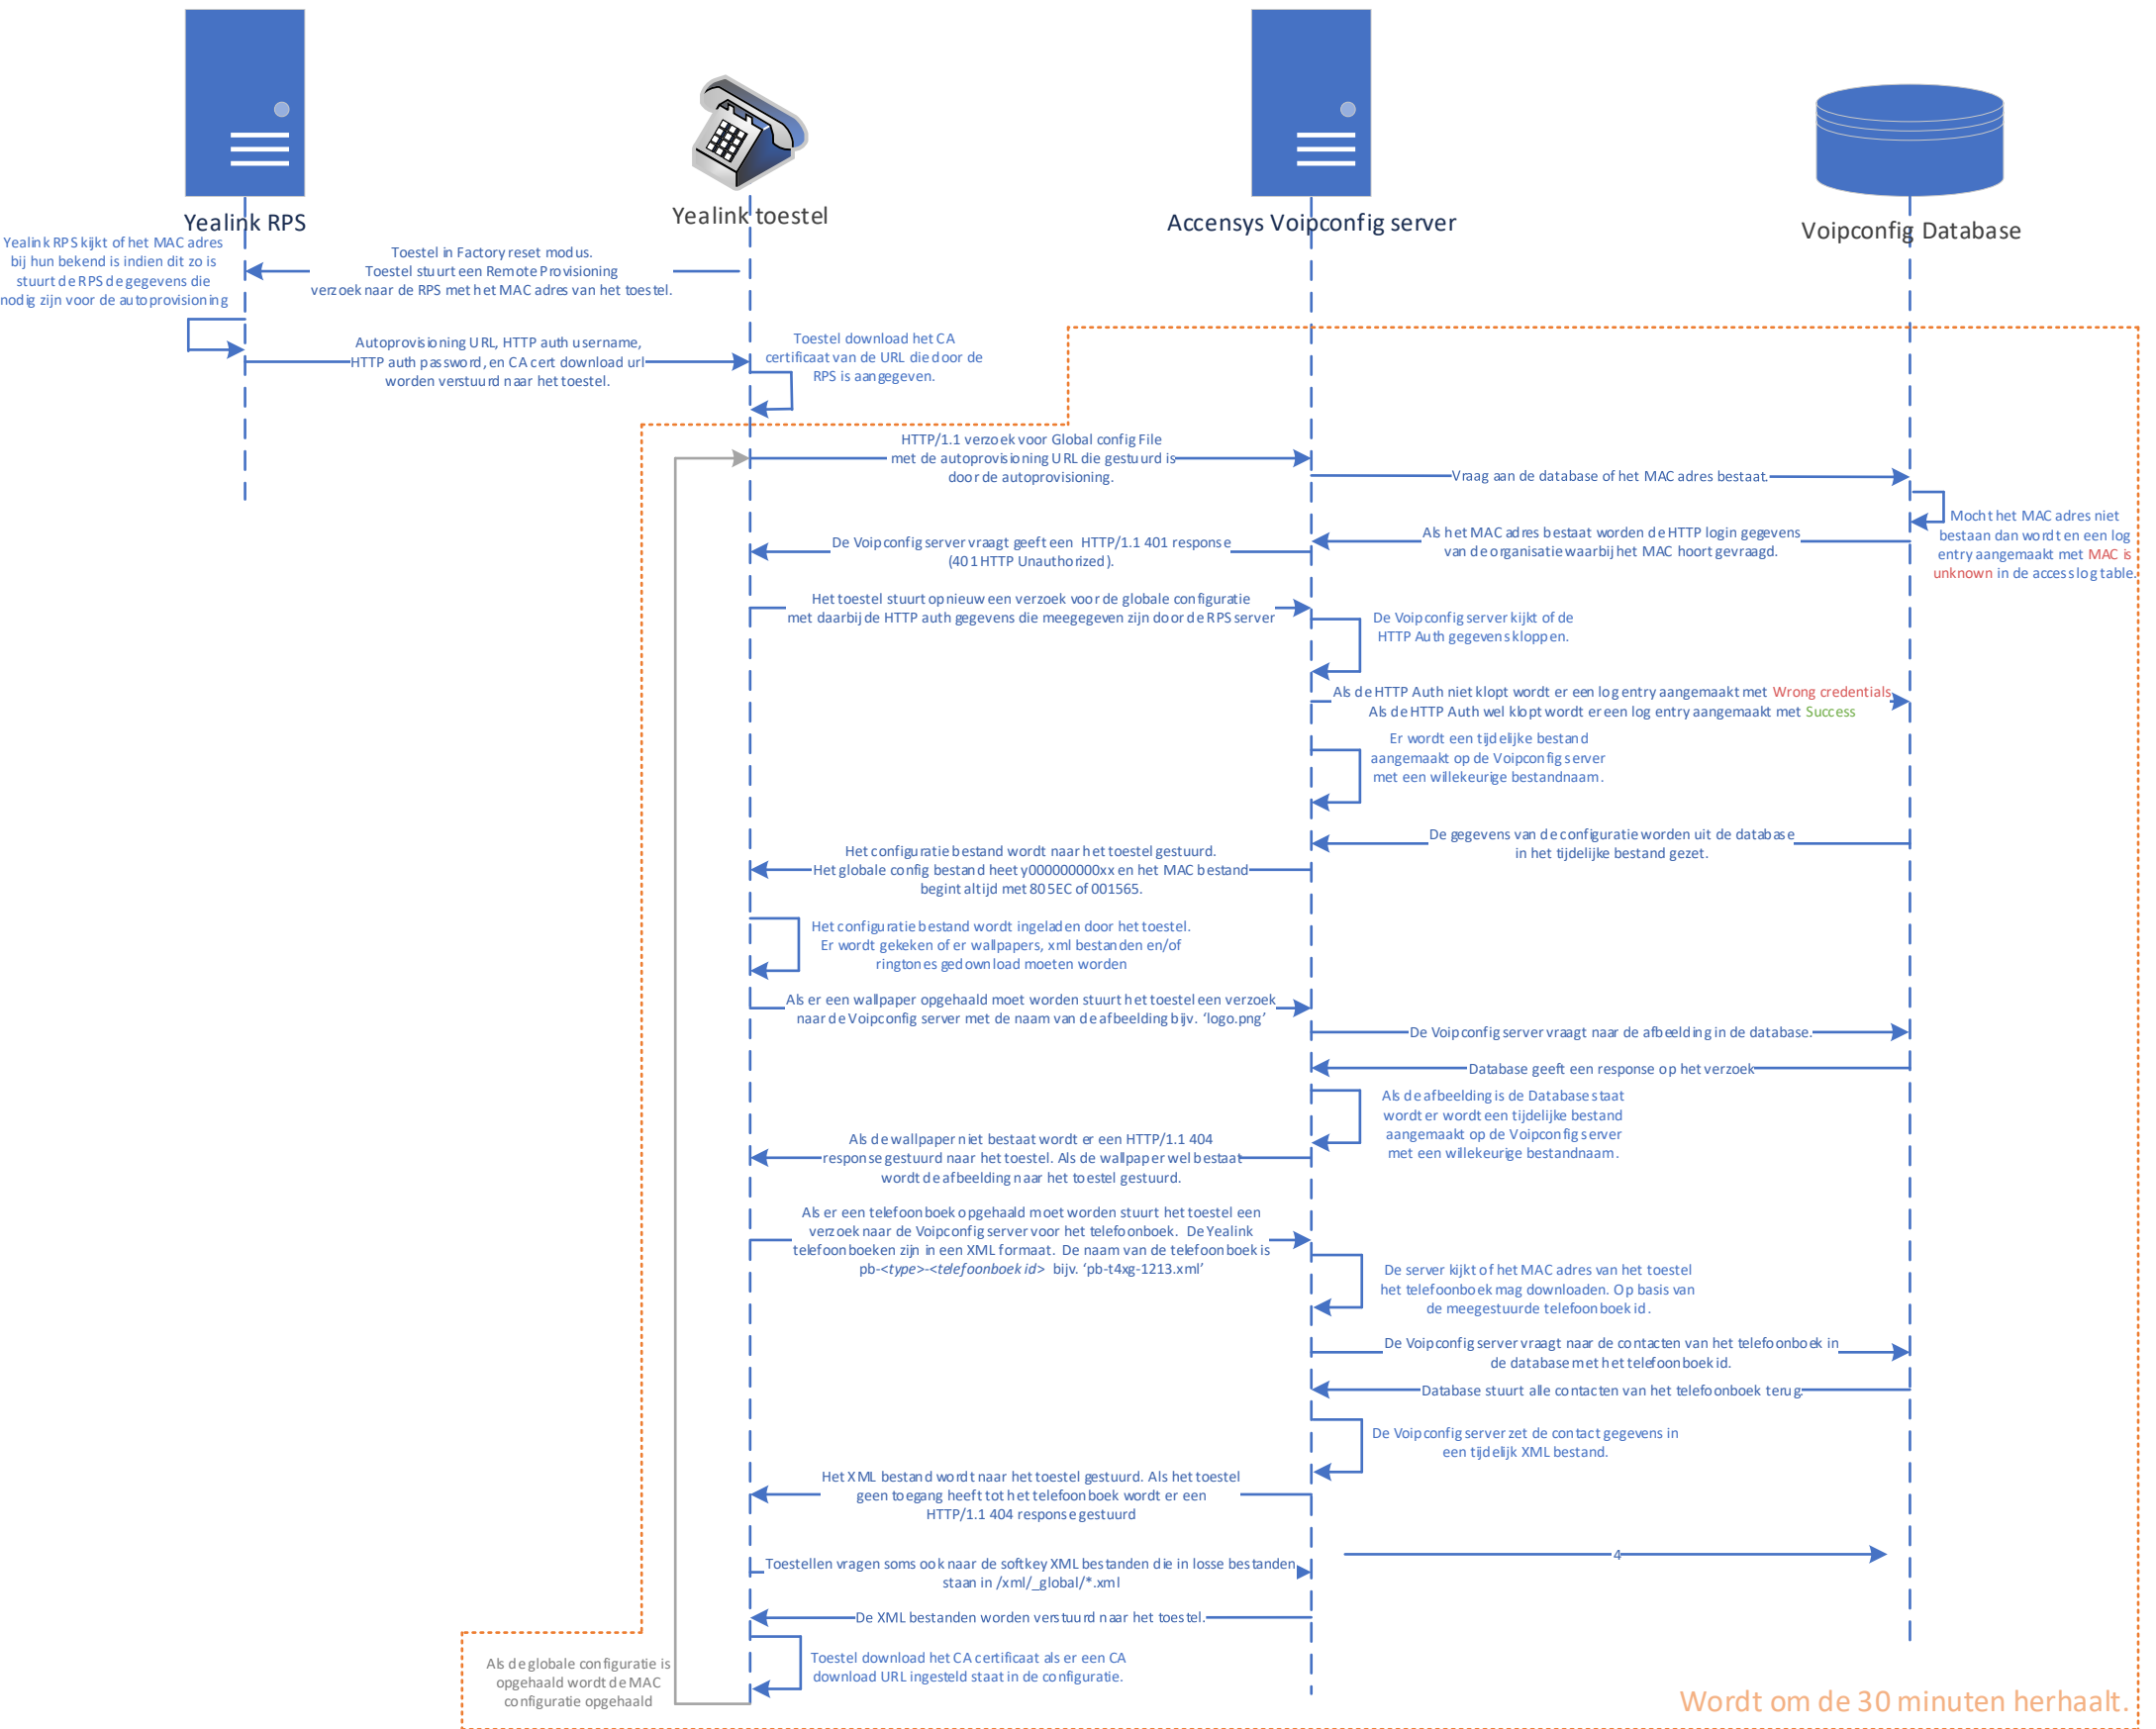 Yealink RPS
Yealink toestel
Accensys Voipconfig server
Voipconfig Database
Yealink RPS kijkt of het MAC adres
bij hun bekend is indien dit zo is
stuurt de RPS de gegevens die
nodig zijn voor de autoprovisioning
Toestel in Factory reset modus.
Toestel stuurt een Remote Provisioning
verzoek naar de RPS met het MAC adres van het toestel.
Autoprovisioning URL, HTTP auth username,
HTTP auth password, en CA cert download url
worden verstuurd naar het toestel.
Toestel download het CA
certificaat van de URL die door de
RPS is aangegeven.
HTTP/1.1 verzoek voor Global config File
met de autoprovisioning URL die gestuurd is
door de autoprovisioning.
Vraag aan de database of het MAC adres bestaat.
Mocht het MAC adres niet
bestaan dan wordt en een log
entry aangemaakt met MAC is
unknown in de access log table.
Als het MAC adres bestaat worden de HTTP login gegevens
van de organisatie waarbij het MAC hoort gevraagd.
De Voipconfig server vraagt geeft een HTTP/1.1 401 response
(401 HTTP Unauthorized).
Het toestel stuurt opnieuw een verzoek voor de globale configuratie
met daarbij de HTTP auth gegevens die meegegeven zijn door de RPS server
De Voipconfig server kijkt of de
HTTP Auth gegevens kloppen.
Als de HTTP Auth niet klopt wordt er een log entry aangemaakt met Wrong credentials
Als de HTTP Auth wel klopt wordt er een log entry aangemaakt met Success
Er wordt een tijdelijke bestand
aangemaakt op de Voipconfig server
met een willekeurige bestandnaam.
De gegevens van de configuratie worden uit de database
in het tijdelijke bestand gezet.
Het configuratie bestand wordt naar het toestel gestuurd.
Het globale config bestand heet y000000000xx en het MAC bestand
begint altijd met 805EC of 001565.
Het configuratie bestand wordt ingeladen door het toestel.
Er wordt gekeken of er wallpapers, xml bestanden en/of
ringtones gedownload moeten worden
Als er een wallpaper opgehaald moet worden stuurt het toestel een verzoek
naar de Voipconfig server met de naam van de afbeelding bijv. ‘logo.png’
De Voipconfig server vraagt naar de afbeelding in de database.
Database geeft een response op het verzoek
Als de afbeelding is de Database staat
wordt er wordt een tijdelijke bestand
aangemaakt op de Voipconfig server
met een willekeurige bestandnaam.
Als de wallpaper niet bestaat wordt er een HTTP/1.1 404
response gestuurd naar het toestel. Als de wallpaper wel bestaat
wordt de afbeelding naar het toestel gestuurd.
Als er een telefoonboek opgehaald moet worden stuurt het toestel een
verzoek naar de Voipconfig server voor het telefoonboek. De Yealink
telefoonboeken zijn in een XML formaat. De naam van de telefoonboek is
pb-<type>-<telefoonboek id> bijv. ‘pb-t4xg-1213.xml’
De server kijkt of het MAC adres van het toestel
het telefoonboek mag downloaden. Op basis van
de meegestuurde telefoonboek id.
De Voipconfig server vraagt naar de contacten van het telefoonboek in
de database met het telefoonboek id.
Database stuurt alle contacten van het telefoonboek terug.
De Voipconfig server zet de contact gegevens in
een tijdelijk XML bestand.
Het XML bestand wordt naar het toestel gestuurd. Als het toestel
geen toegang heeft tot het telefoonboek wordt er een
HTTP/1.1 404 response gestuurd
4
Toestellen vragen soms ook naar de softkey XML bestanden die in losse bestanden
staan in /xml/_global/*.xml
De XML bestanden worden verstuurd naar het toestel.
Toestel download het CA certificaat als er een CA
download URL ingesteld staat in de configuratie.
Als de globale configuratie is
opgehaald wordt de MAC
configuratie opgehaald
Wordt om de 30 minuten herhaalt.